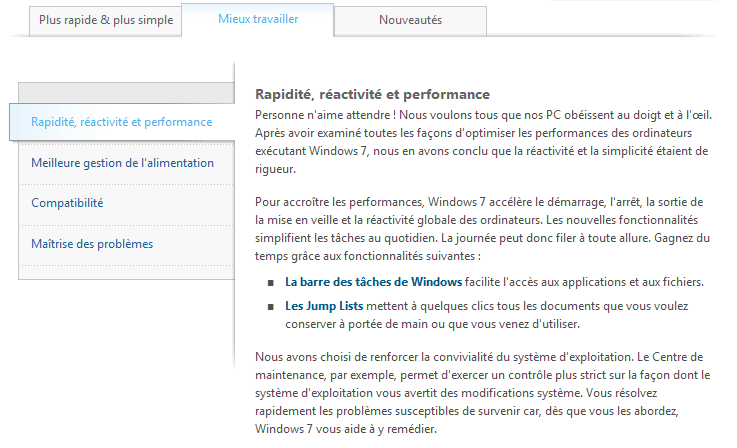 Plus rapide & plus simple
Mieux travailler
Nouveautés
Rapidité, réactivité et performance
Meilleure gestion de l'alimentation
Compatibilité
Maîtrise des problèmes
Rapidité, réactivité et performance
Personne n'aime attendre ! Nous voulons tous que nos PC obéissent au doigt et à l'œil.
Après avoir examiné toutes les façons d'optimiser les performances des ordinateurs
exécutant Windows 7, nous en avons conclu que la réactivité et la simplicité étaient de
rigueur.
Pour accroître les performances, Windows 7 accélère le démarrage, l'arrêt, la sortie de
la mise en veille et la réactivité globale des ordinateurs. Les nouvelles fonctionnalités
simplifient les tâches au quotidien. La journée peut donc filer à toute allure. Gagnez du
temps grâce aux fonctionnalités suivantes :
▪ La barre des tâches de Windows facilite l'accès aux applications et aux fichiers.
▪ Les Jump Lists mettent à quelques clics tous les documents que vous voulez
conserver à portée de main ou que vous venez d'utiliser.
Nous avons choisi de renforcer la convivialité du système d'exploitation. Le Centre de
maintenance, par exemple, permet d'exercer un contrôle plus strict sur la façon dont le
système d'exploitation vous avertit des modifications système. Vous résolvez
rapidement les problèmes susceptibles de survenir car, dès que vous les abordez,
Windows 7 vous aide à y remédier.